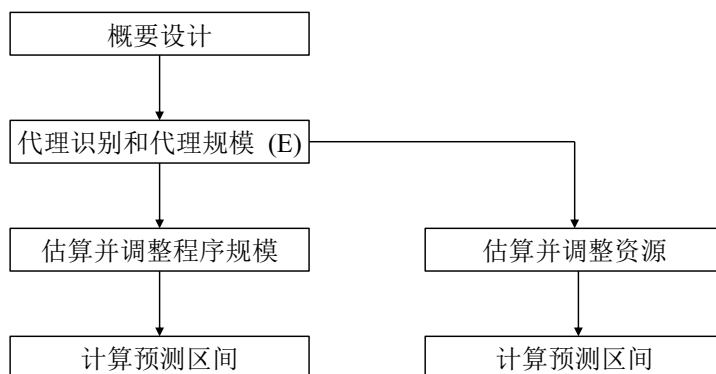 概要设计
代理识别和代理规模 (E)
估算并调整程序规模
估算并调整资源
计算预测区间
计算预测区间